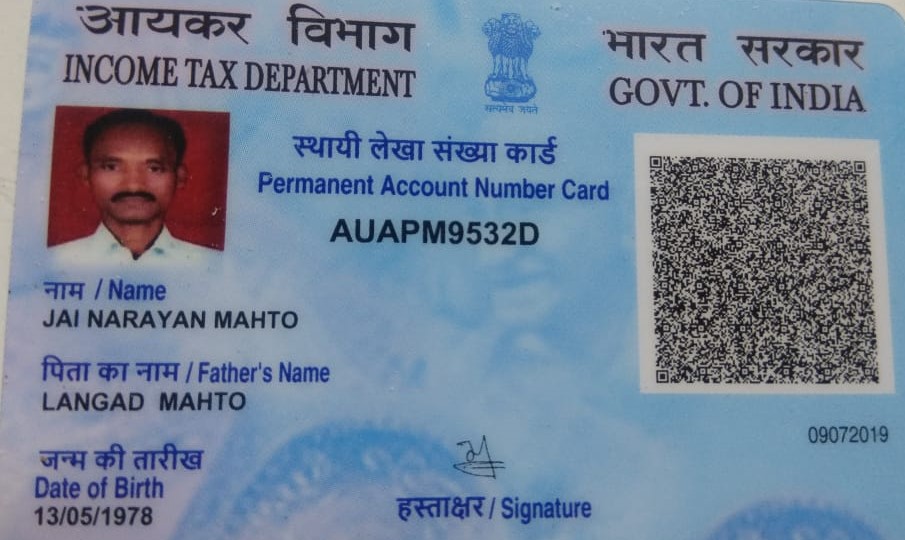 आयकर विभाग
INCOME TAX DEPARTMENT
सत्यमेव जयते
भारत सरकार
GOVT. OF INDIA
स्थायी लेखा संख्या कार्ड
Permanent Account Number Card
AUAPM9532D
नाम / Name
JAI NARAYAN MAHTO
पिता का नाम / Father's Name
LANGAD MAHTO
जन्म की तारीख
Date of Birth
13/05/1978
हस्ताक्षर / Signature
09072019